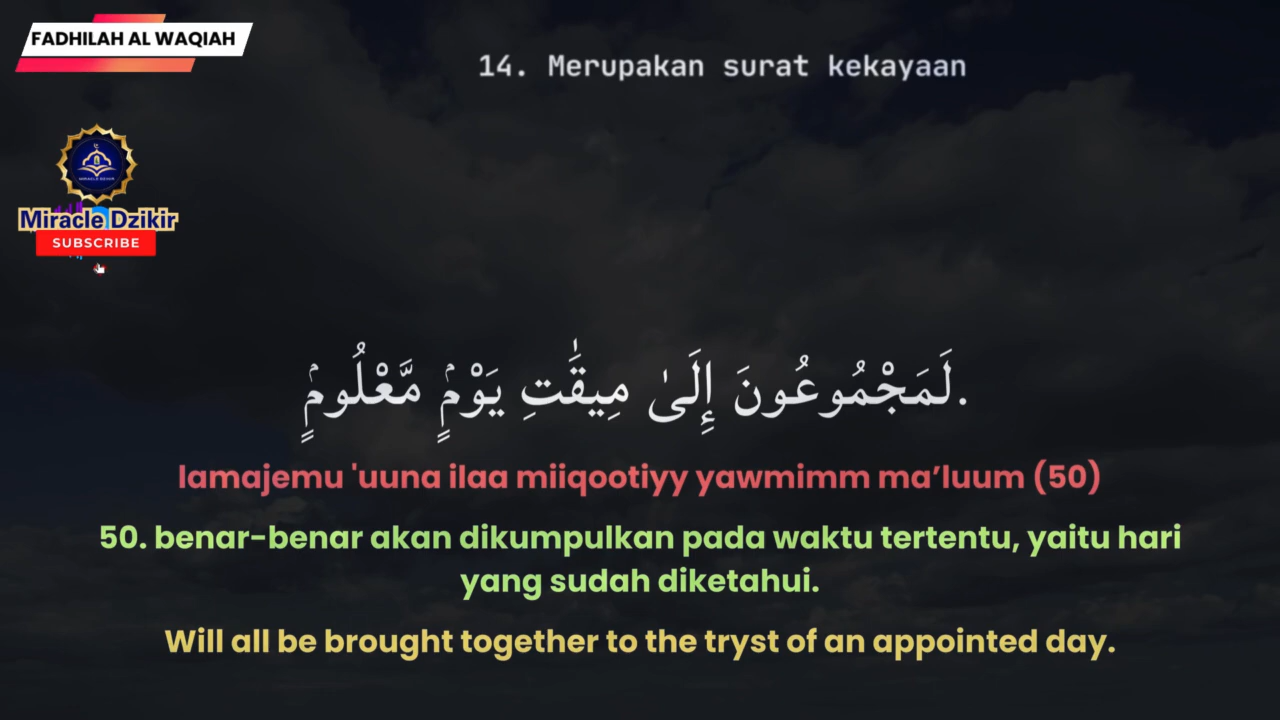 FADHILAH AL WAQIAH
14. Merupakan surat kekayaan
Miracle Dzikir
SUBSCRIBE
لَمَجْمُوعُونَ إِلَىٰ مِيقَٰتِ يَوْمٍۢ مَّعْلُومٍۢ.
lamajemu 'uuna ilaa miiqootiyy yawmimm ma’luum (50)
50. benar-benar akan dikumpulkan pada waktu tertentu, yaitu hari
yang sudah diketahui.
Will all be brought together to the tryst of an appointed day.